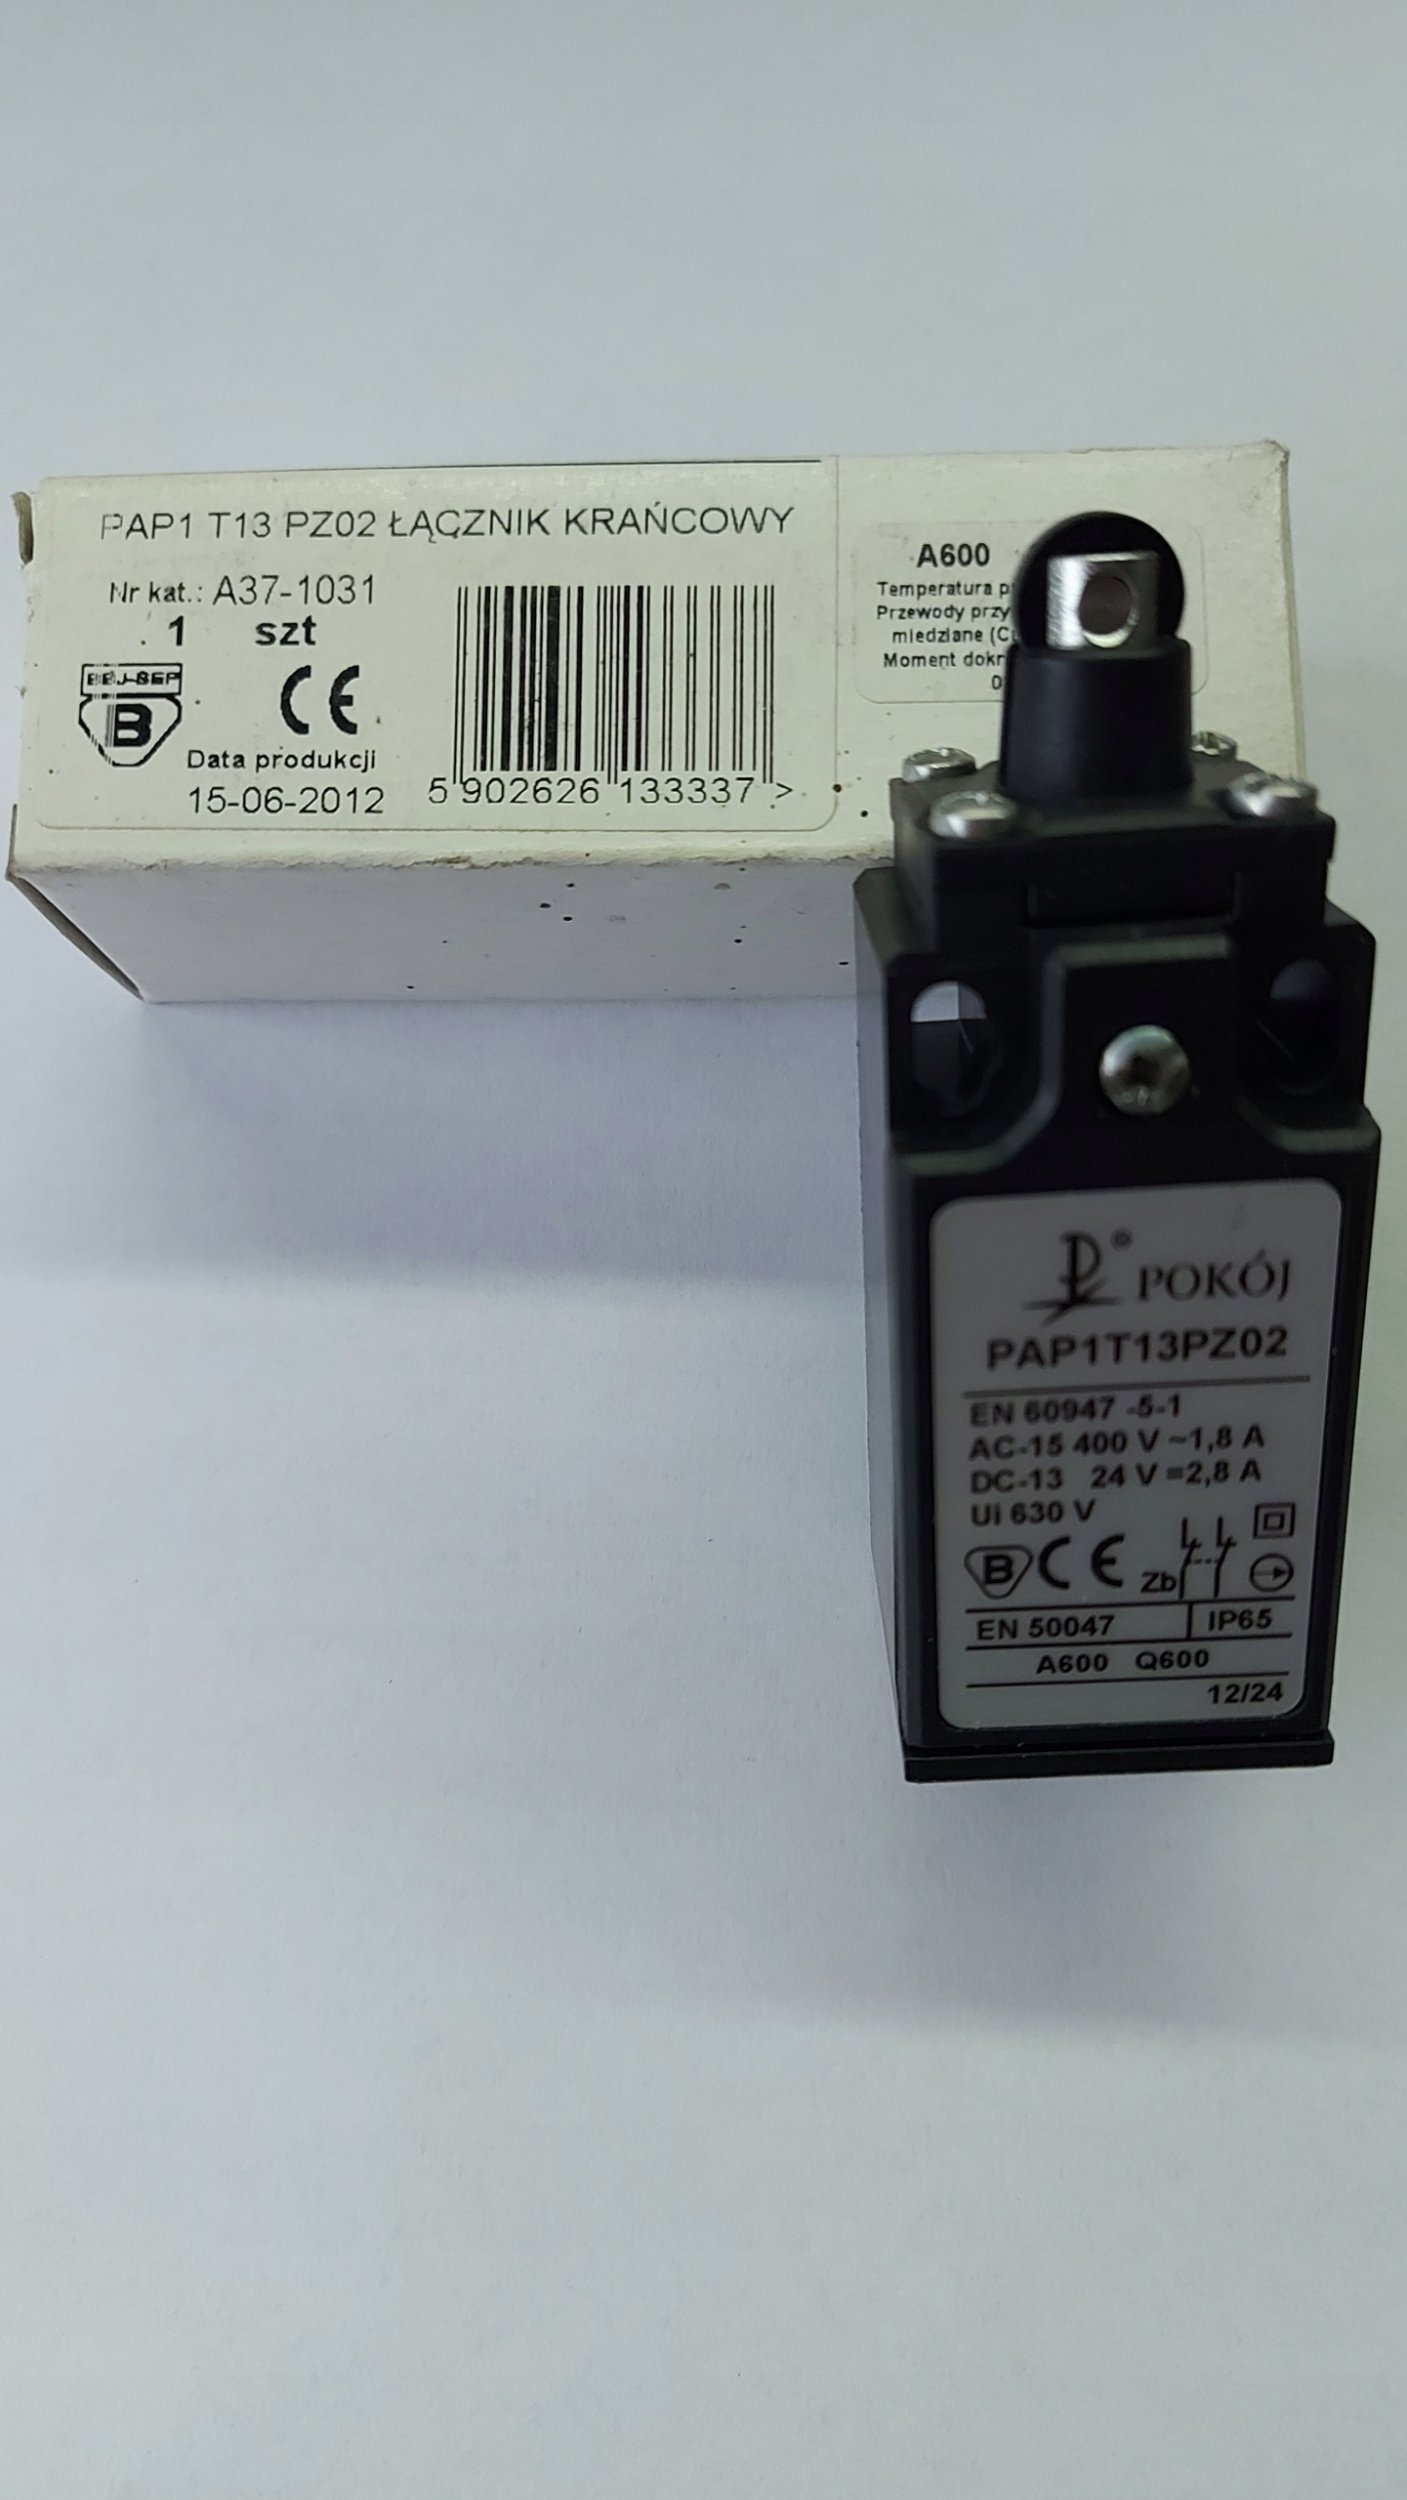 PAP1 T13 PZ02 ŁĄCZNIK KRAŃCOWY
Nr kat.: A37-1031
1 szt
BBJ-SEP
B
CE
Data produkcji
15-06-2012
5 902626 133337 >
A600
Temperatura
Przewody
miedziane
Moment
POKÓJ®
PAP1T13PZ02
EN 60947 -5-1
AC-15 400 V ~1,8 A
DC-13 24 V =2,8 A
Ui 630 V
B CE Zb
EN 50047 IP65
A600 Q600
12/24